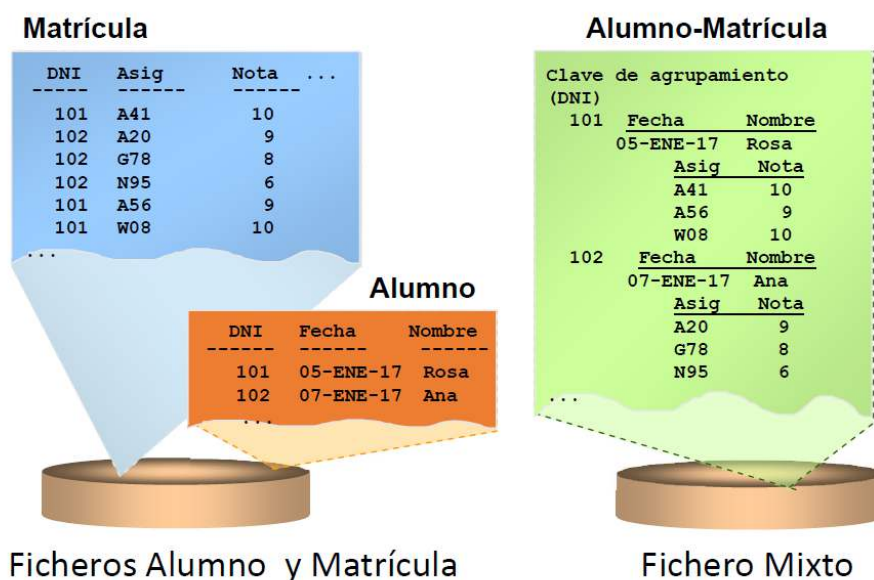 Matrícula
DNI Asig Nota ...
----- ------ ------
101 A41 10
102 A20 9
102 G78 8
102 N95 6
101 A56 9
101 W08 10
...
Alumno
DNI Fecha Nombre
------ ------ ------
101 05-ENE-17 Rosa
102 07-ENE-17 Ana
...
Ficheros Alumno y Matrícula
Alumno-Matrícula
Clave de agrupamiento
(DNI)
101 Fecha Nombre
05-ENE-17 Rosa
Asig Nota
A41 10
A56 9
W08 10
102 Fecha Nombre
07-ENE-17 Ana
Asig Nota
A20 9
G78 8
N95 6
...
Fichero Mixto